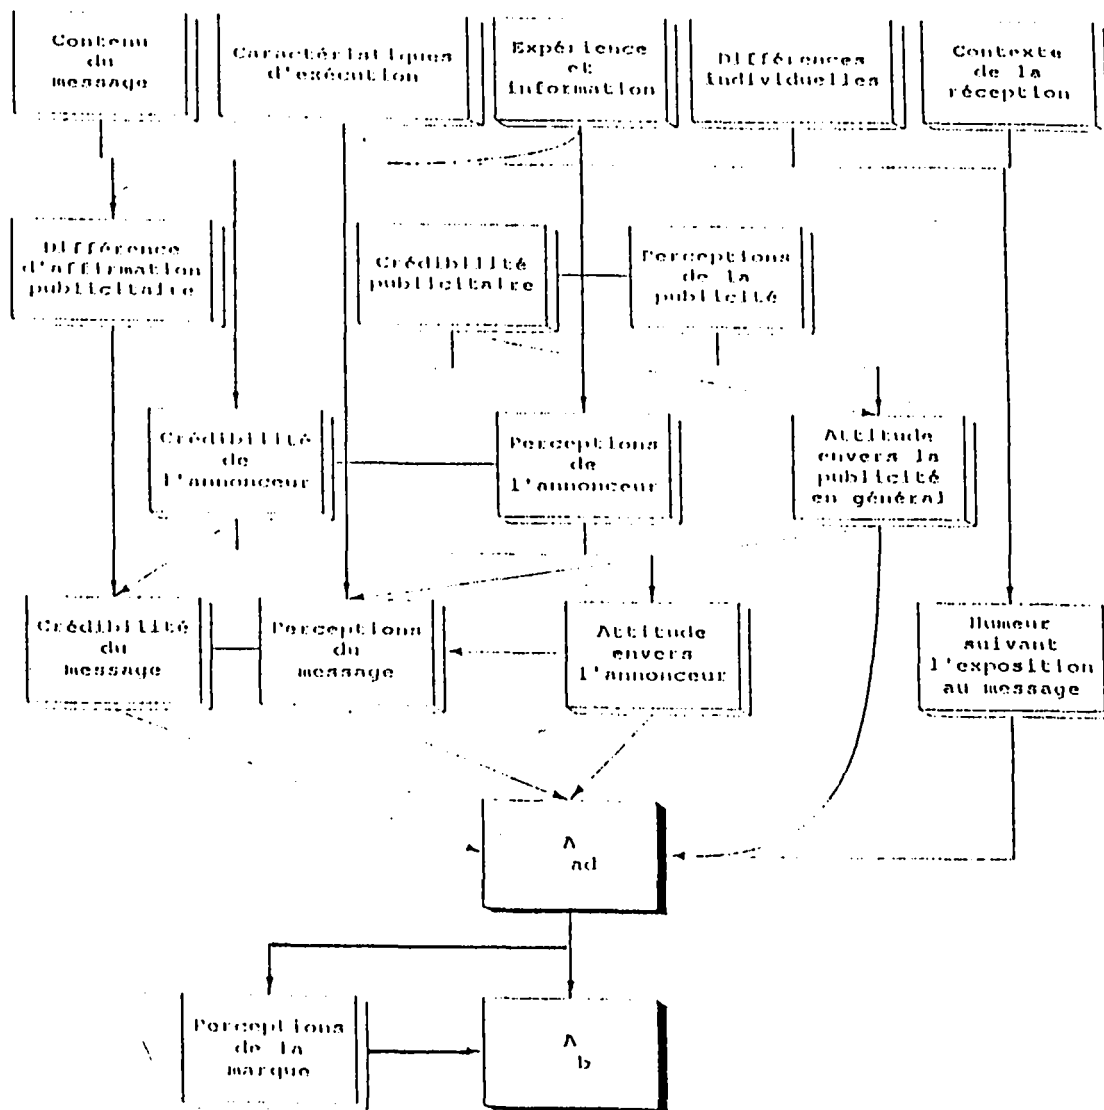 Contenu
du
message
Caractéristiques
d'exécution
Expérience
et
information
Différences
individuelles
Contexte
de la
réception
Différence
d'affirmation
publicitaire
Crédibilité
publicitaire
Perceptions
de la
publicité
Crédibilité
de
l'annonceur
Perceptions
de
l'annonceur
Attitude
envers la
publicité
en général
Crédibilité
du
message
Perceptions
du
message
Attitude
envers
l'annonceur
Humeur
suivant
l'exposition
au message
A
ad
Perceptions
de la
marque
A
b